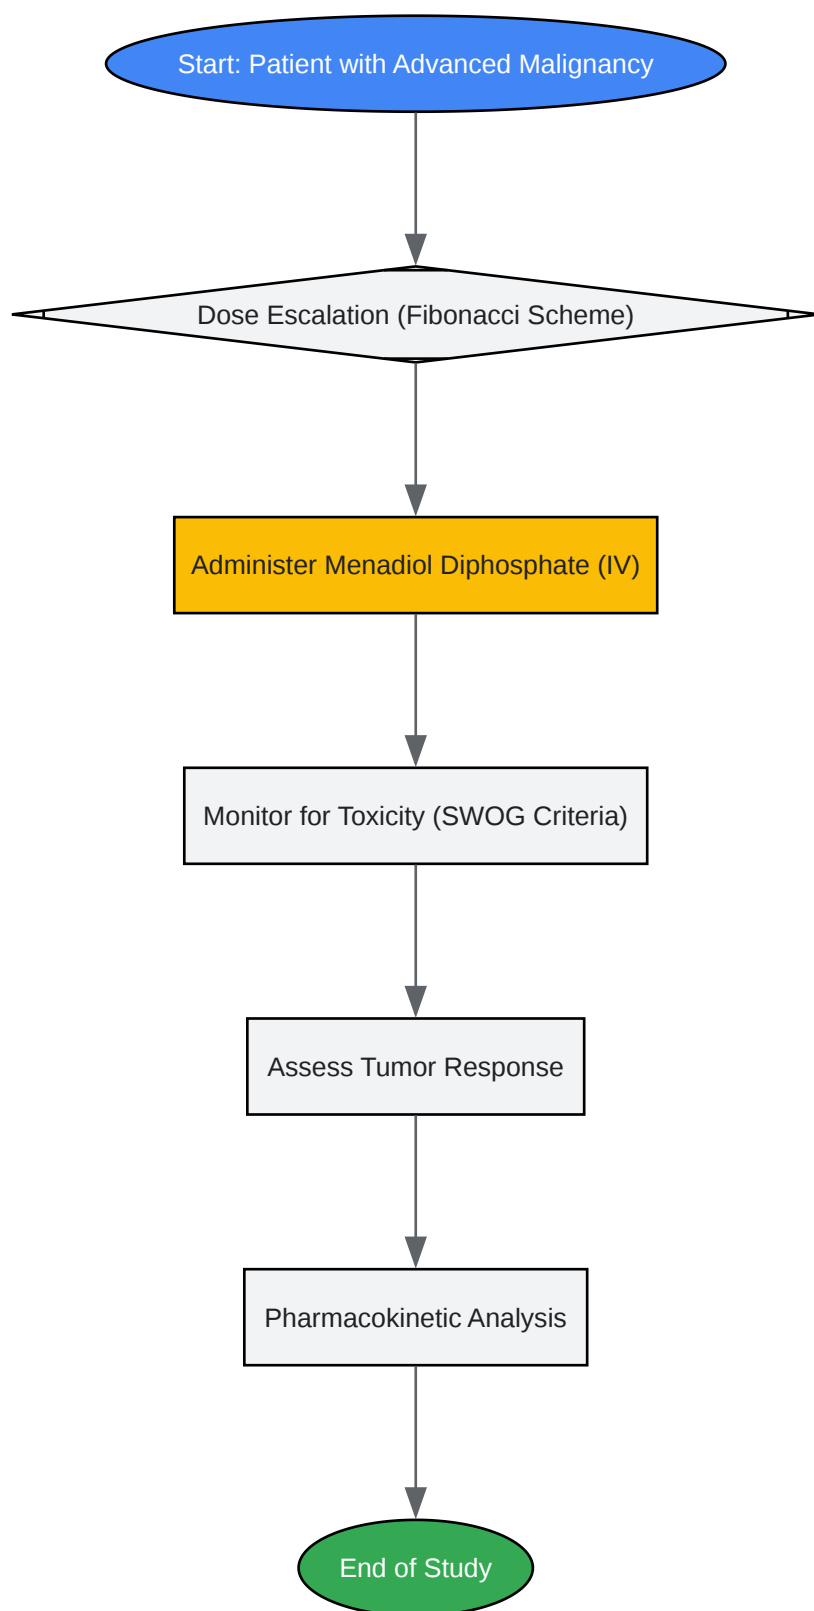 Start: Patient with Advanced Malignancy
Dose Escalation (Fibonacci Scheme)
Administer Menadiol Diphosphate (IV)
Monitor for Toxicity (SWOG Criteria)
Assess Tumor Response
Pharmacokinetic Analysis
End of Study